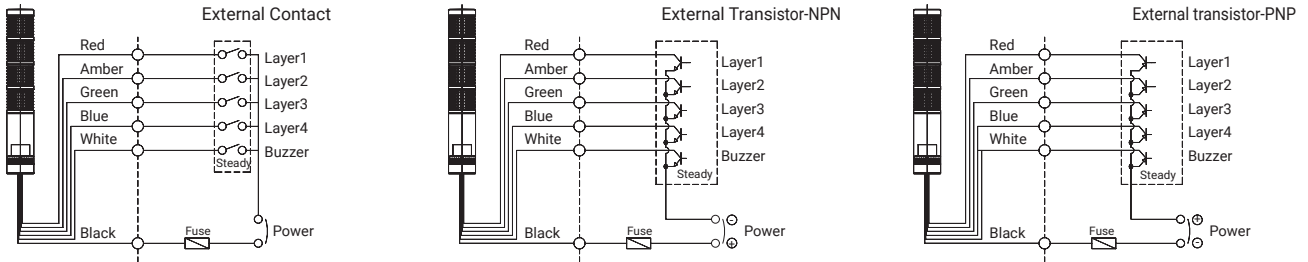 External Contact
Red
Layer1
Amber
Layer2
Green
Layer3
Blue
Layer4
White
Buzzer
Steady
Black
Fuse
Power
External Transistor-NPN
Red
Layer1
Amber
Layer2
Green
Layer3
Blue
Layer4
White
Buzzer
Steady
-
Black
Fuse
+
Power
External transistor-PNP
Red
Layer1
Amber
Layer2
Green
Layer3
Blue
Layer4
White
Buzzer
Steady
+
Black
Fuse
-
Power